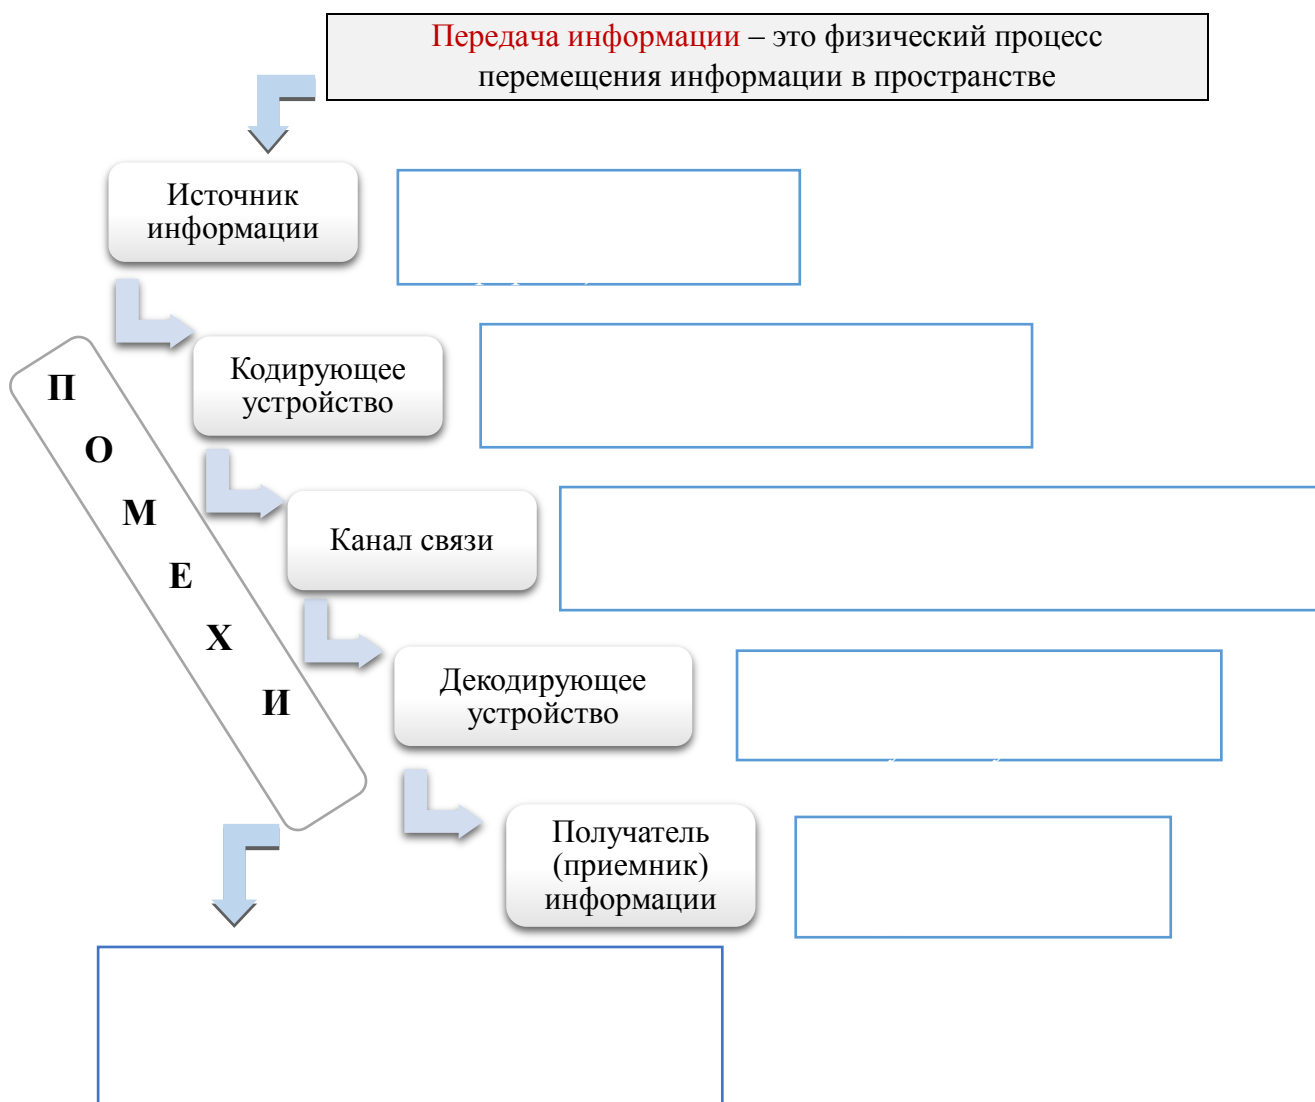 Передача информации – это физический процесс
перемещения информации в пространстве
Источник
информации
Кодирующее
устройство
Канал связи
Декодирующее
устройство
Получатель
(приемник)
информации
П
О
М
Е
Х
И